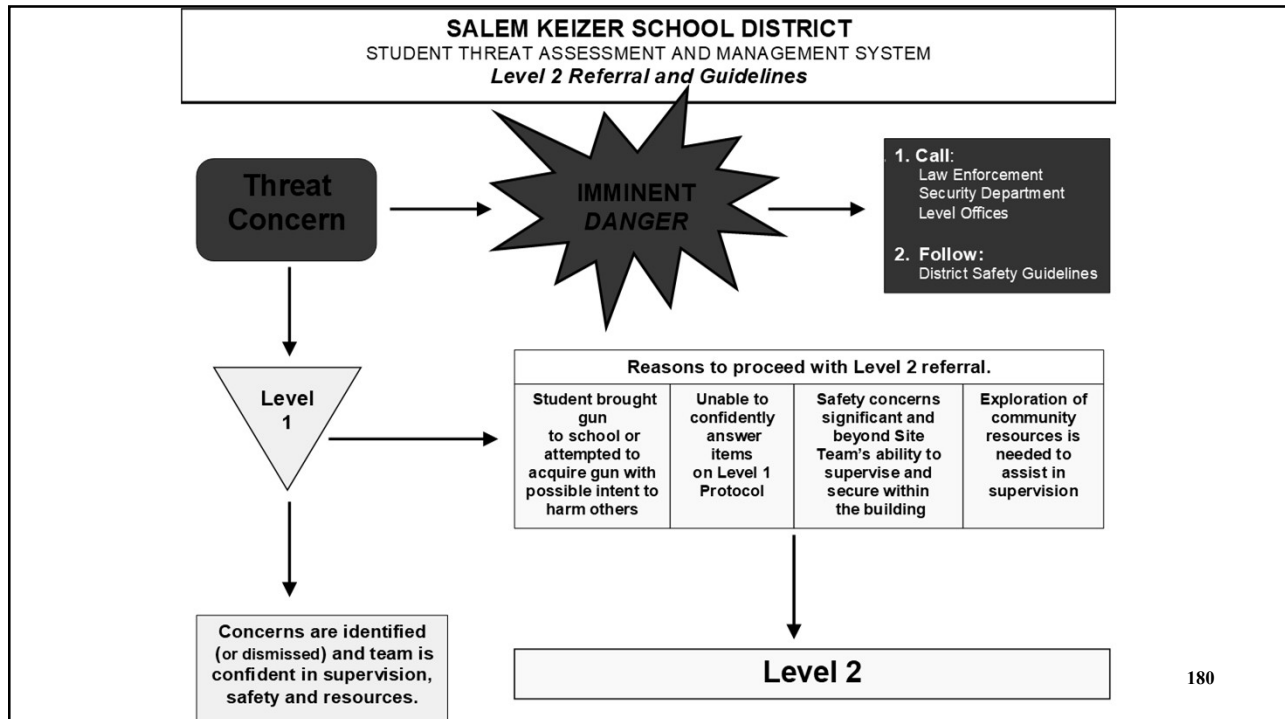 SALEM KEIZER SCHOOL DISTRICT
STUDENT THREAT ASSESSMENT AND MANAGEMENT SYSTEM
Level 2 Referral and Guidelines
Threat
Concern
IMMINENT
DANGER
1. Call:
Law Enforcement
Security Department
Level Offices
2. Follow:
District Safety Guidelines
Level
1
Reasons to proceed with Level 2 referral.
Student brought
gun
to school or
attempted to
acquire gun with
possible intent to
harm others
Unable to
confidently
answer
items
on Level 1
Protocol
Safety concerns
significant and
beyond Site
Team's ability to
supervise and
secure within
the building
Exploration of
community
resources is
needed to
assist in
supervision
Concerns are identified
(or dismissed) and team is
confident in supervision,
safety and resources.
Level 2
180